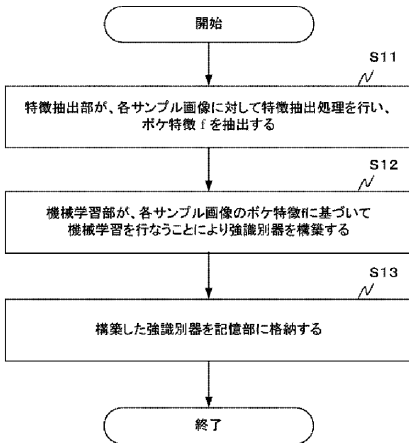 開始
S11
特徴抽出部が、各サンプル画像に対して特徴抽出処理を行い、
ボケ特徴 f を抽出する
S12
機械学習部が、各サンプル画像のボケ特徴fiに基づいて
機械学習を行なうことにより強識別器を構築する
S13
構築した強識別器を記憶部に格納する
終了